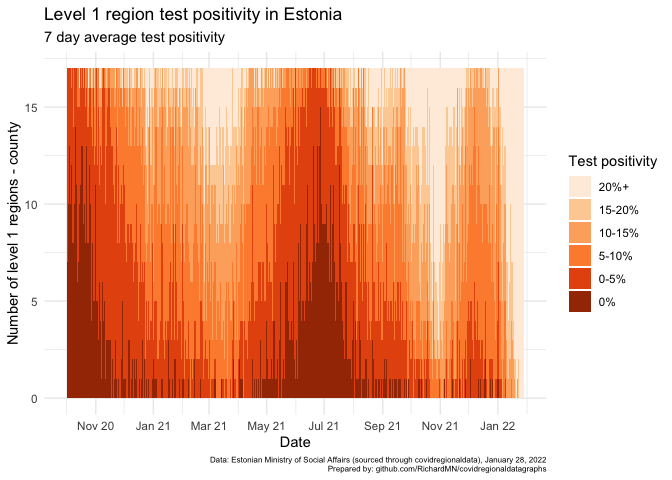 Level 1 region test positivity in Estonia
7 day average test positivity
Number of level 1 regions - county
15
10
5
0
Nov 20 Jan 21 Mar 21 May 21 Jul 21 Sep 21 Nov 21 Jan 22
Date
Test positivity
20%+
15-20%
10-15%
5-10%
0-5%
0%
Data: Estonian Ministry of Social Affairs (sourced through covidregionaldata), January 28, 2022
Prepared by: github.com/RichardMN/covidregionaldatagraphs